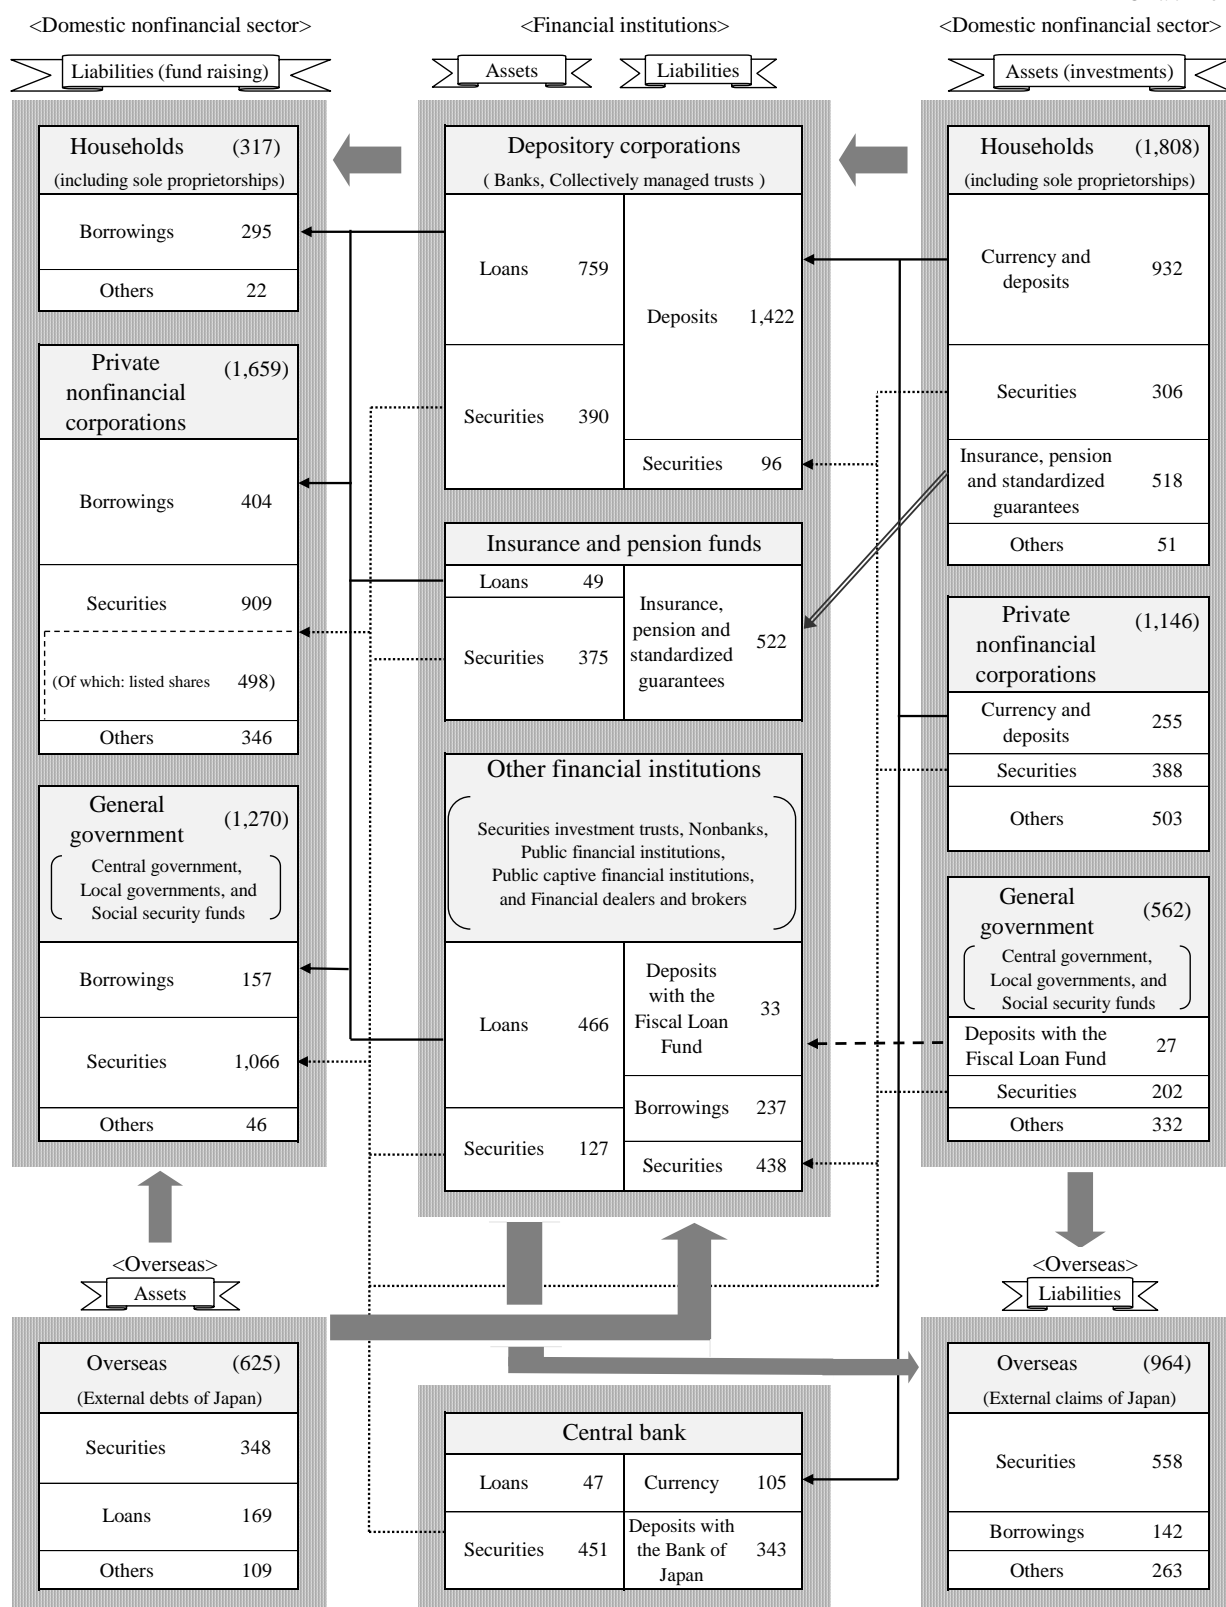 <Domestic nonfinancial sector>
<Financial institutions>
<Domestic nonfinancial sector>
Liabilities (fund raising)
Assets
Liabilities
Assets (investments)
Households (317)
(including sole proprietorships)
Borrowings 295
Others 22
Private
nonfinancial
corporations
(1,659)
Borrowings 404
Securities 909
(Of which: listed shares 498)
Others 346
General
government
(1,270)
Central government,
Local governments, and
Social security funds
Borrowings 157
Securities 1,066
Others 46
<Overseas>
Assets
Overseas (625)
(External debts of Japan)
Securities 348
Loans 169
Others 109
Depository corporations
( Banks, Collectively managed trusts )
Loans 759
Securities 390
Deposits 1,422
Securities 96
Insurance and pension funds
Loans 49
Securities 375
Insurance,
pension and
standardized
guarantees
522
Other financial institutions
Securities investment trusts, Nonbanks,
Public financial institutions,
Public captive financial institutions,
and Financial dealers and brokers
Loans 466
Securities 127
Deposits
with the
Fiscal Loan
Fund
33
Borrowings 237
Securities 438
Central bank
Loans 47
Securities 451
Currency 105
Deposits with
the Bank of
Japan
343
Households (1,808)
(including sole proprietorships)
Currency and
deposits
932
Securities 306
Insurance, pension
and standardized
guarantees
518
Others 51
Private
nonfinancial
corporations
(1,146)
Currency and
deposits
255
Securities 388
Others 503
General
government
(562)
Central government,
Local governments, and
Social security funds
Deposits with the
Fiscal Loan Fund
27
Securities 202
Others 332
<Overseas>
Liabilities
Overseas (964)
(External claims of Japan)
Securities 558
Borrowings 142
Others 263